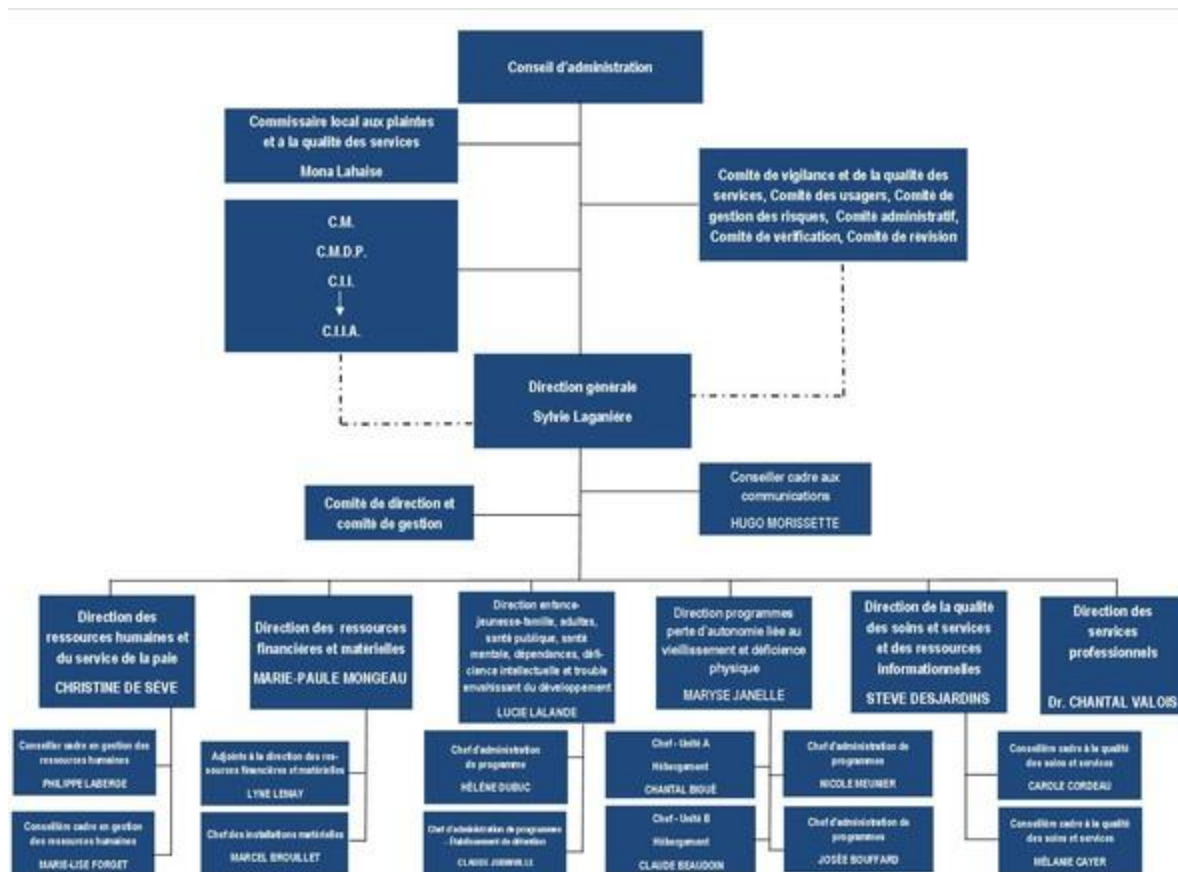 Conseil d'administration
Commissaire local aux plaintes
et à la qualité des services
Mona Lahaise
Comité de vigilance et de la qualité des
services, Comité des usagers, Comité de
gestion des risques, Comité administratif,
Comité de vérification, Comité de révision
C.M.
C.M.D.P.
C.I.I.
C.I.I.A.
Direction générale
Sylvie Laganière
Comité de direction et
comité de gestion
Conseiller cadre aux
communications
HUGO MORISSETTE
Direction des
ressources humaines et
du service de la paie
CHRISTINE DE SÈVE
Direction des ressources
financières et matérielles
MARIE-PAULE MONGEAU
Direction enfance-
jeunesse-famille, adultes,
santé publique, santé
mentale, dépendances, défi-
cience intellectuelle et trouble
envahissant du développement
LUCIE LALANDE
Direction programmes
perte d'autonomie liée au
vieillissement et déficience
physique
MARYSE JANELLE
Direction de la qualité
des soins et services
et des ressources
informationnelles
STEVE DESJARDINS
Direction des
services
professionnels
Dr. CHANTAL VALOIS
Conseiller cadre en gestion des
ressources humaines
PHILIPPE LABERGE
Conseillère cadre en gestion
des ressources humaines
MARIE-LISE FORGET
Adjointe à la direction des res-
sources financières et matérielles
LYNE LEMAY
Chef des installations matérielles
MARCEL BROUILLET
Chef d'administration
de programme
HÉLÈNE DUBUC
Chef d'administration de programmes
- Établissement de détention
CLAUDE
Chef - Unité A
Hébergement
CHANTAL BIGUÉ
Chef - Unité B
Hébergement
CLAUDE BEAUDOIN
Chef d'administration de
programmes
NICOLE MEUNIER
Chef d'administration de
programmes
JOSÉE BOUFFARD
Conseillère cadre à la qualité
des soins et services
CAROLE CORDEAU
Conseillère cadre à la qualité
des soins et services
MÉLANIE CAYER